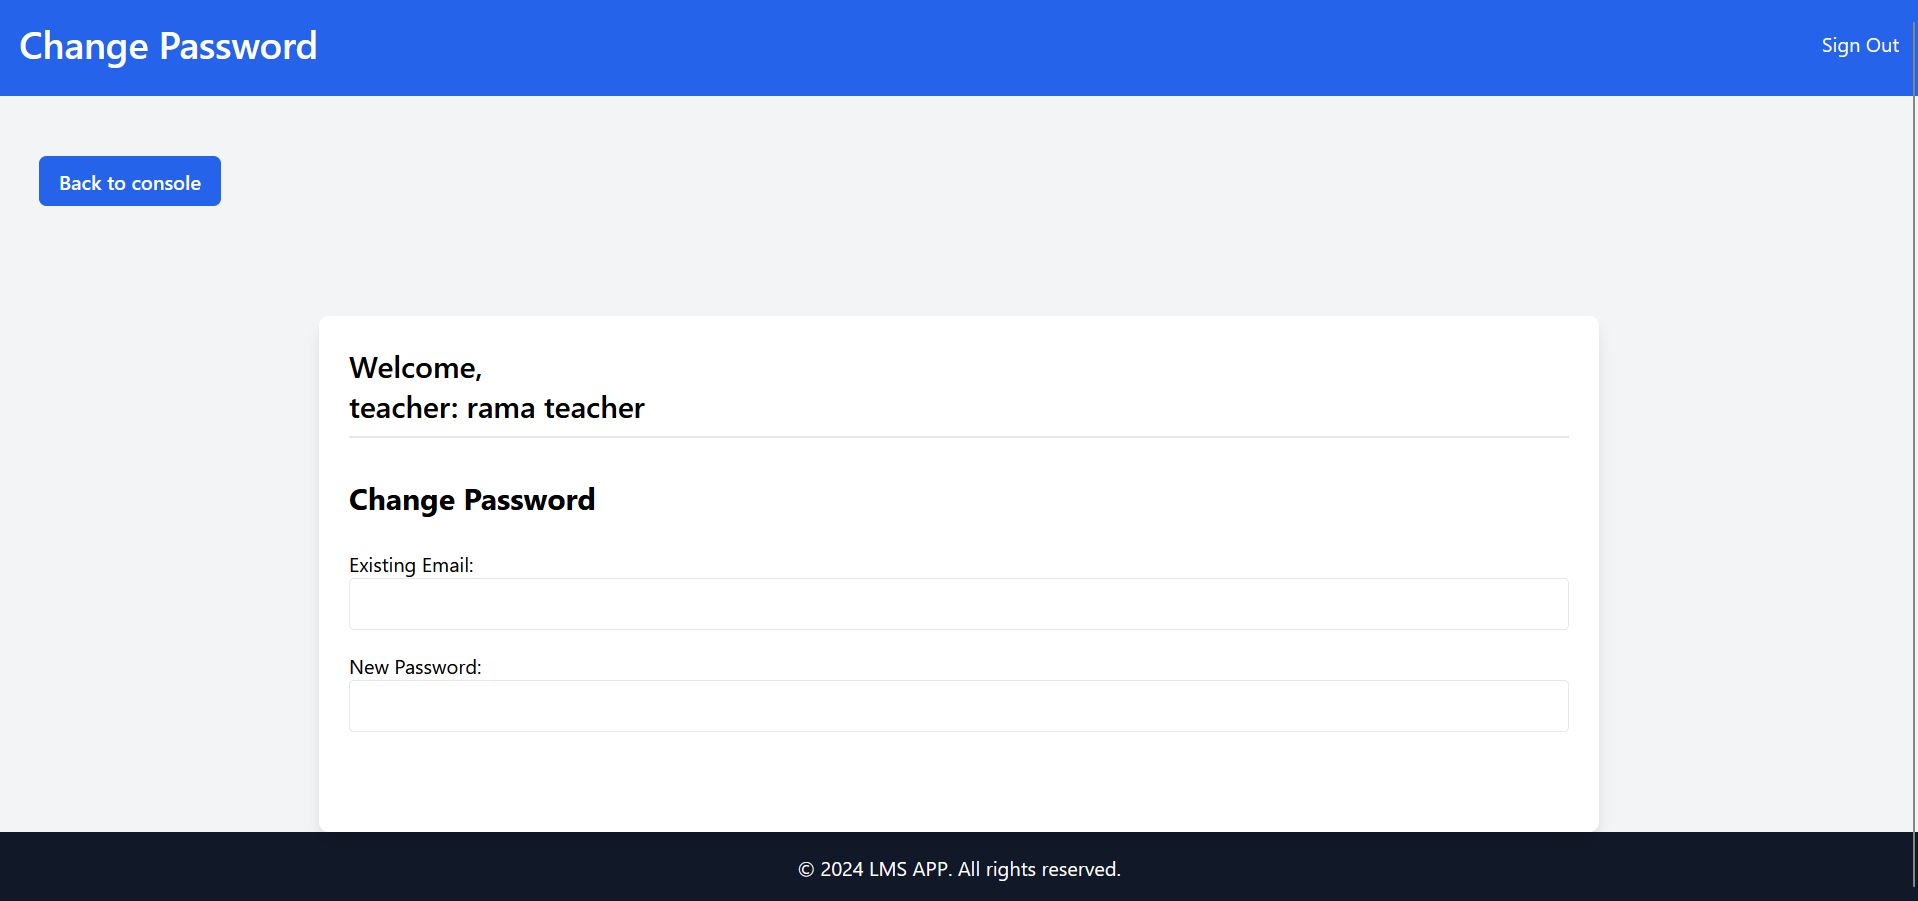 Change Password
Sign Out
Back to console
Welcome,
teacher: rama teacher
Change Password
Existing Email:
New Password:
© 2024 LMS APP. All rights reserved.